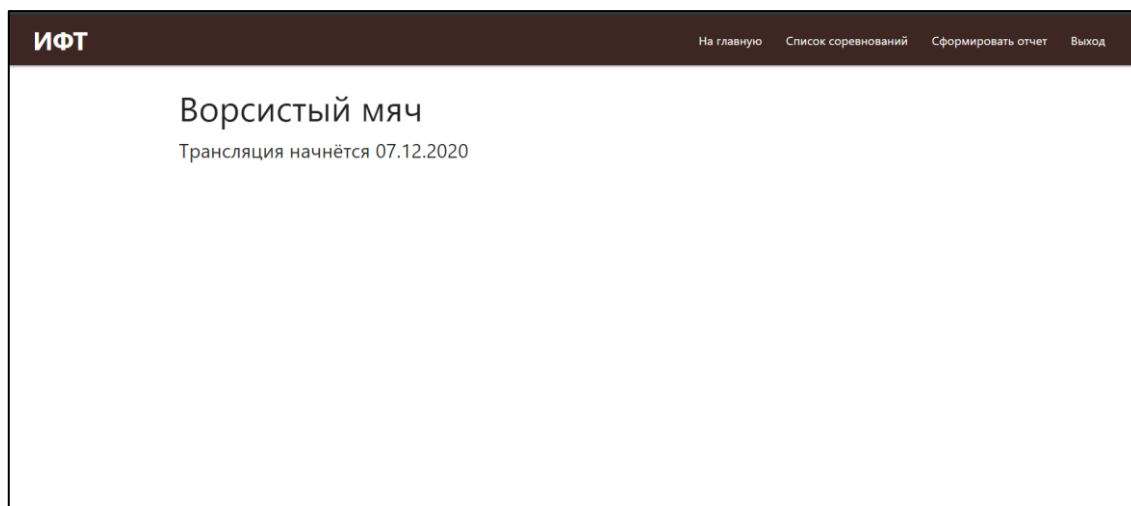 ИФТ
На главную Список соревнований Сформировать отчет Выход
Ворсистый мяч
Трансляция начнётся 07.12.2020